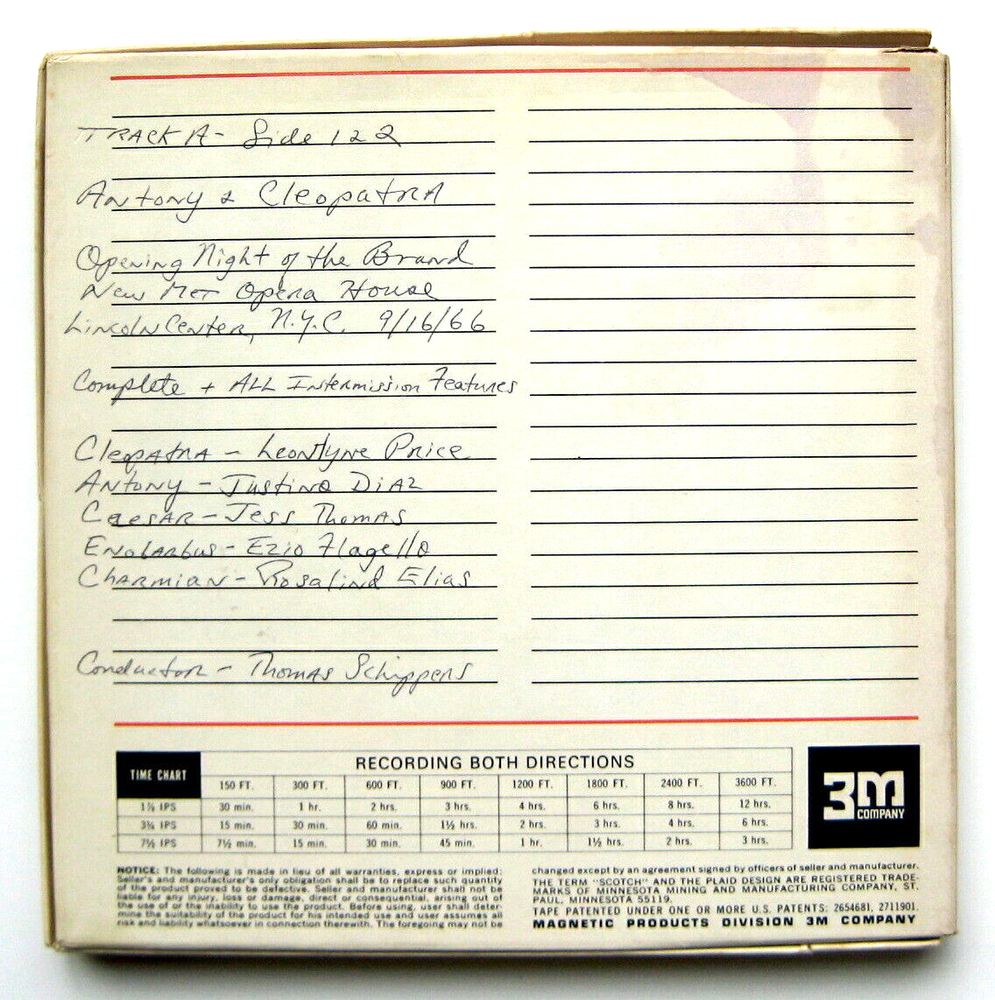 TRACK A - Side 1 & 2
Antony & Cleopatra
Opening Night of the Brand
New Met Opera House
Lincoln Center, N.Y.C. 9/16/66
Complete + ALL Intermission Features
Cleopatra - Leontyne Price
Antony - Justino Diaz
Caesar - Jess Thomas
Enobarbus - Ezio Flagello
Charmian - Rosalind Elias
Conductor - Thomas Schippers
TIME CHART
RECORDING BOTH DIRECTIONS
150 FT. 300 FT. 600 FT. 900 FT. 1200 FT. 1800 FT. 2400 FT. 3600 FT.
1⅞ IPS 30 min. 1 hr. 2 hrs. 3 hrs. 4 hrs. 6 hrs. 8 hrs. 12 hrs.
3¾ IPS 15 min. 30 min. 60 min. 1½ hrs. 2 hrs. 3 hrs. 4 hrs. 6 hrs.
7½ IPS 7½ min. 15 min. 30 min. 45 min. 1 hr. 1½ hrs. 2 hrs. 3 hrs.
3M
COMPANY
NOTICE: The following is made in lieu of all warranties, express or implied:
Seller's and manufacturer's only obligation shall be to replace such quantity
of the product proved to be defective. Seller and manufacturer shall not be
liable for any injury, loss or damage, direct or consequential, arising out of
the use of or the inability to use the product. Before using, user shall deter-
mine the suitability of the product for his intended use and user assumes all
risk and liability whatsoever in connection therewith. The foregoing may not be
changed except by an agreement signed by officers of seller and manufacturer.
THE TERM "SCOTCH" AND THE PLAID DESIGN ARE REGISTERED TRADE-
MARKS OF MINNESOTA MINING AND MANUFACTURING COMPANY, ST.
PAUL, MINNESOTA 55119.
TAPE PATENTED UNDER ONE OR MORE U.S. PATENTS: 2654681, 2711901.
MAGNETIC PRODUCTS DIVISION 3M COMPANY